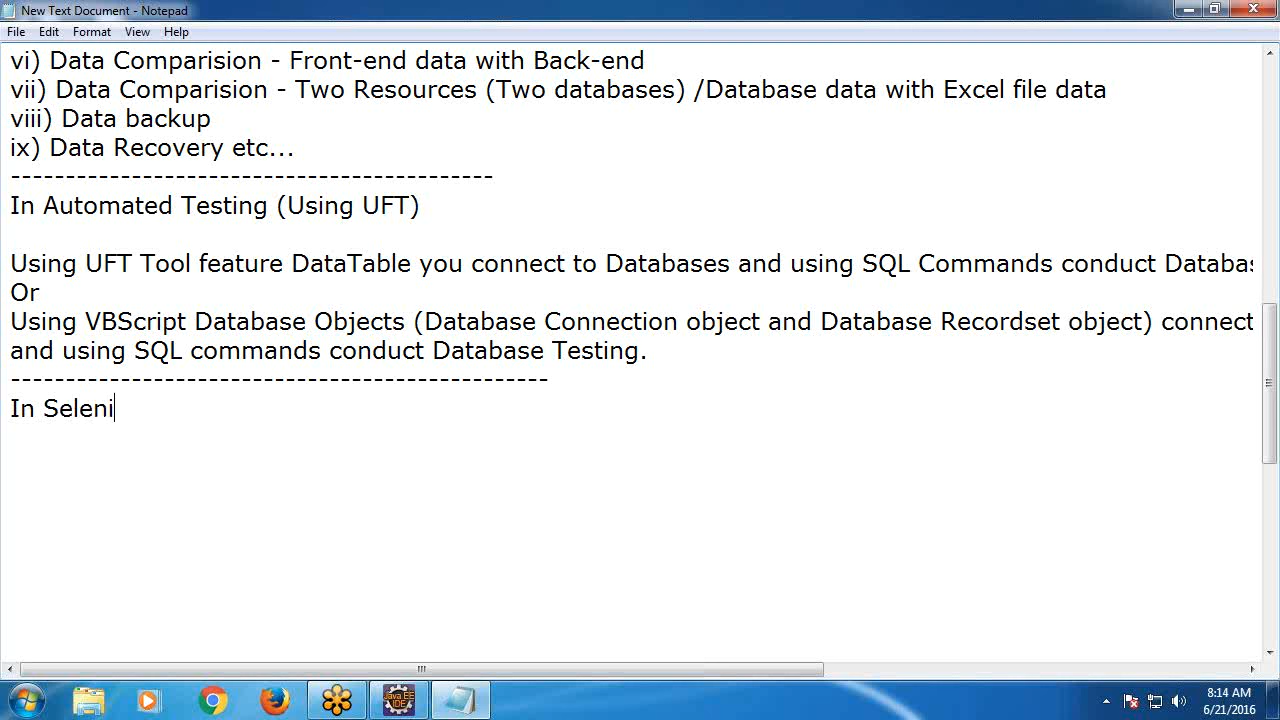 New Text Document - Notepad
File Edit Format View Help
vi) Data Comparision - Front-end data with Back-end
vii) Data Comparision - Two Resources (Two databases) /Database data with Excel file data
viii) Data backup
ix) Data Recovery etc...
--------------------------------------------
In Automated Testing (Using UFT)
Using UFT Tool feature DataTable you connect to Databases and using SQL Commands conduct Databas
Or
Using VBScript Database Objects (Database Connection object and Database Recordset object) connect
and using SQL commands conduct Database Testing.
-------------------------------------------------
In Seleni
Java EE
IDE
8:14 AM
6/21/2016